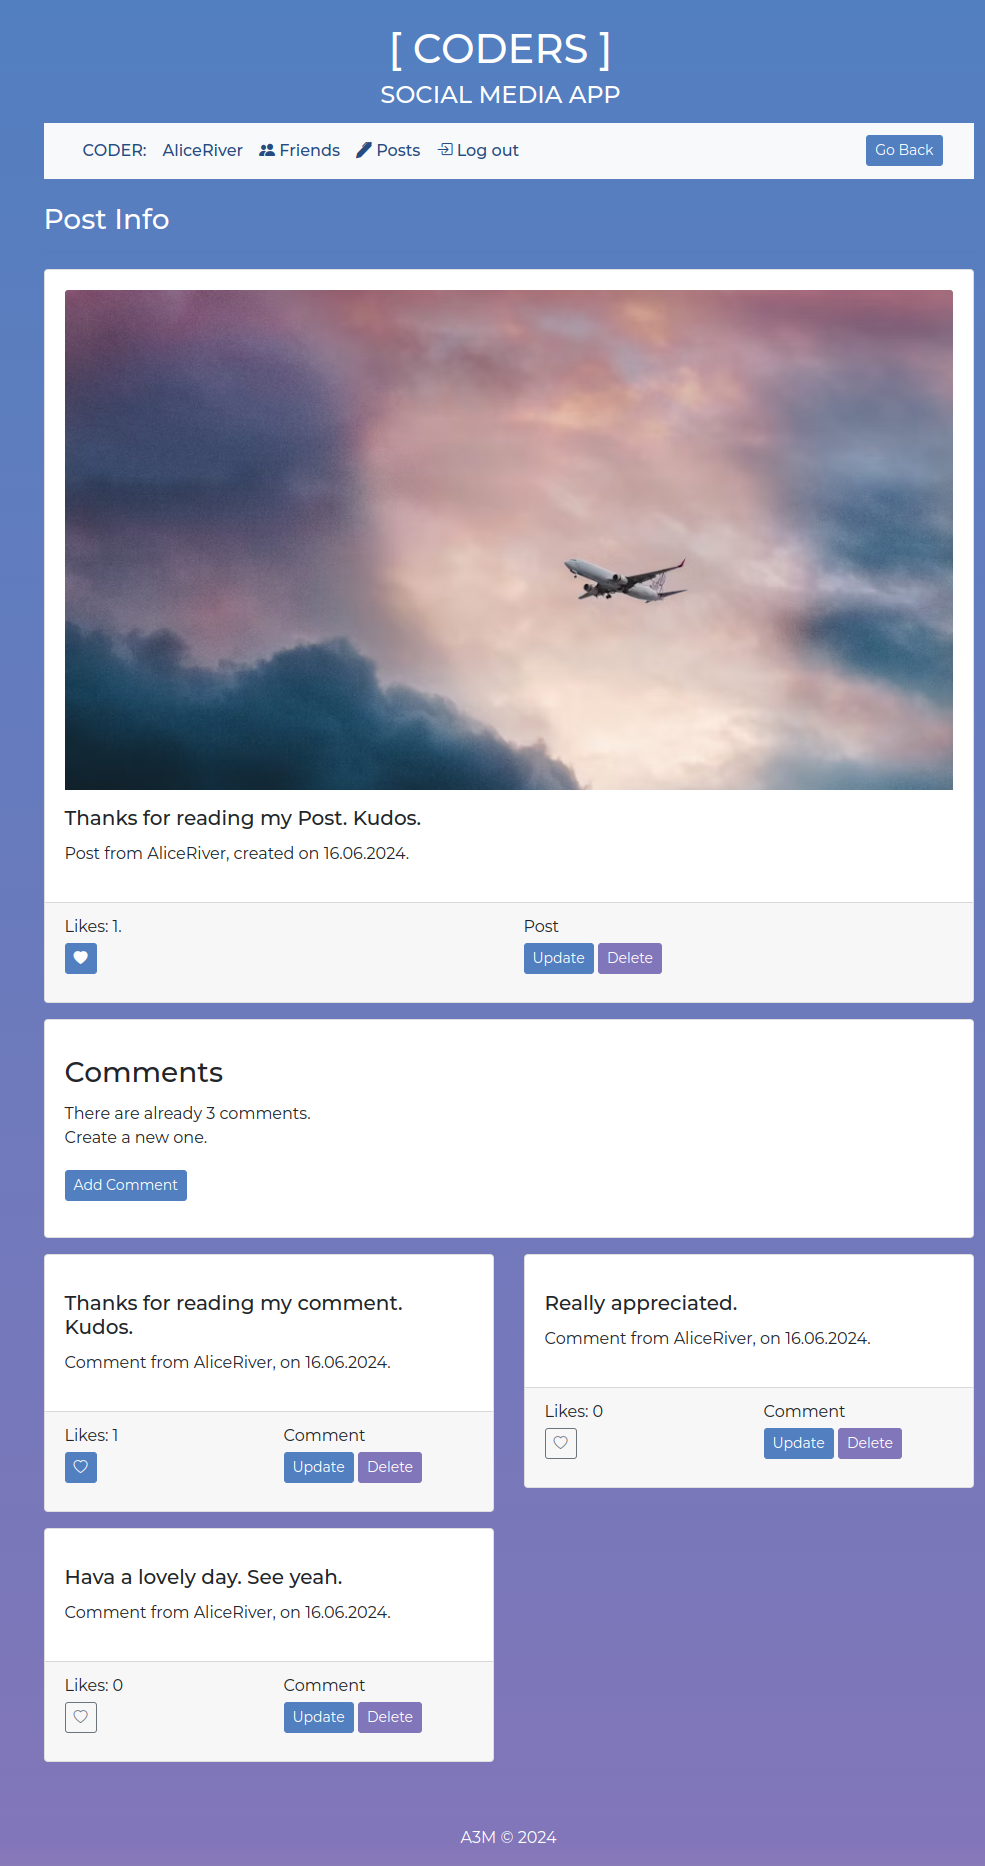 [ CODERS ]
SOCIAL MEDIA APP
CODER: AliceRiver Friends Posts Log out Go Back
Post Info
Thanks for reading my Post. Kudos.
Post from AliceRiver, created on 16.06.2024.
Likes: 1.
Post
Update Delete
Comments
There are already 3 comments.
Create a new one.
Add Comment
Thanks for reading my comment.
Kudos.
Comment from AliceRiver, on 16.06.2024.
Likes: 1
Comment
Update Delete
Really appreciated.
Comment from AliceRiver, on 16.06.2024.
Likes: 0
Comment
Update Delete
Hava a lovely day. See yeah.
Comment from AliceRiver, on 16.06.2024.
Likes: 0
Comment
Update Delete
A3M © 2024